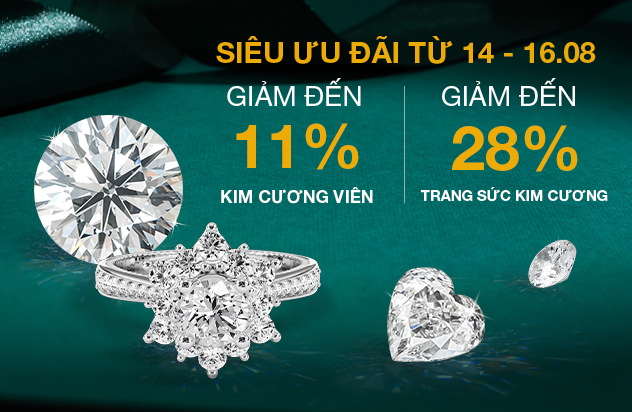 SIÊU ƯU ĐÃI TỪ 14 - 16.08
GIẢM ĐẾN
11%
KIM CƯƠNG VIÊN
GIẢM ĐẾN
28%
TRANG SỨC KIM CƯƠNG